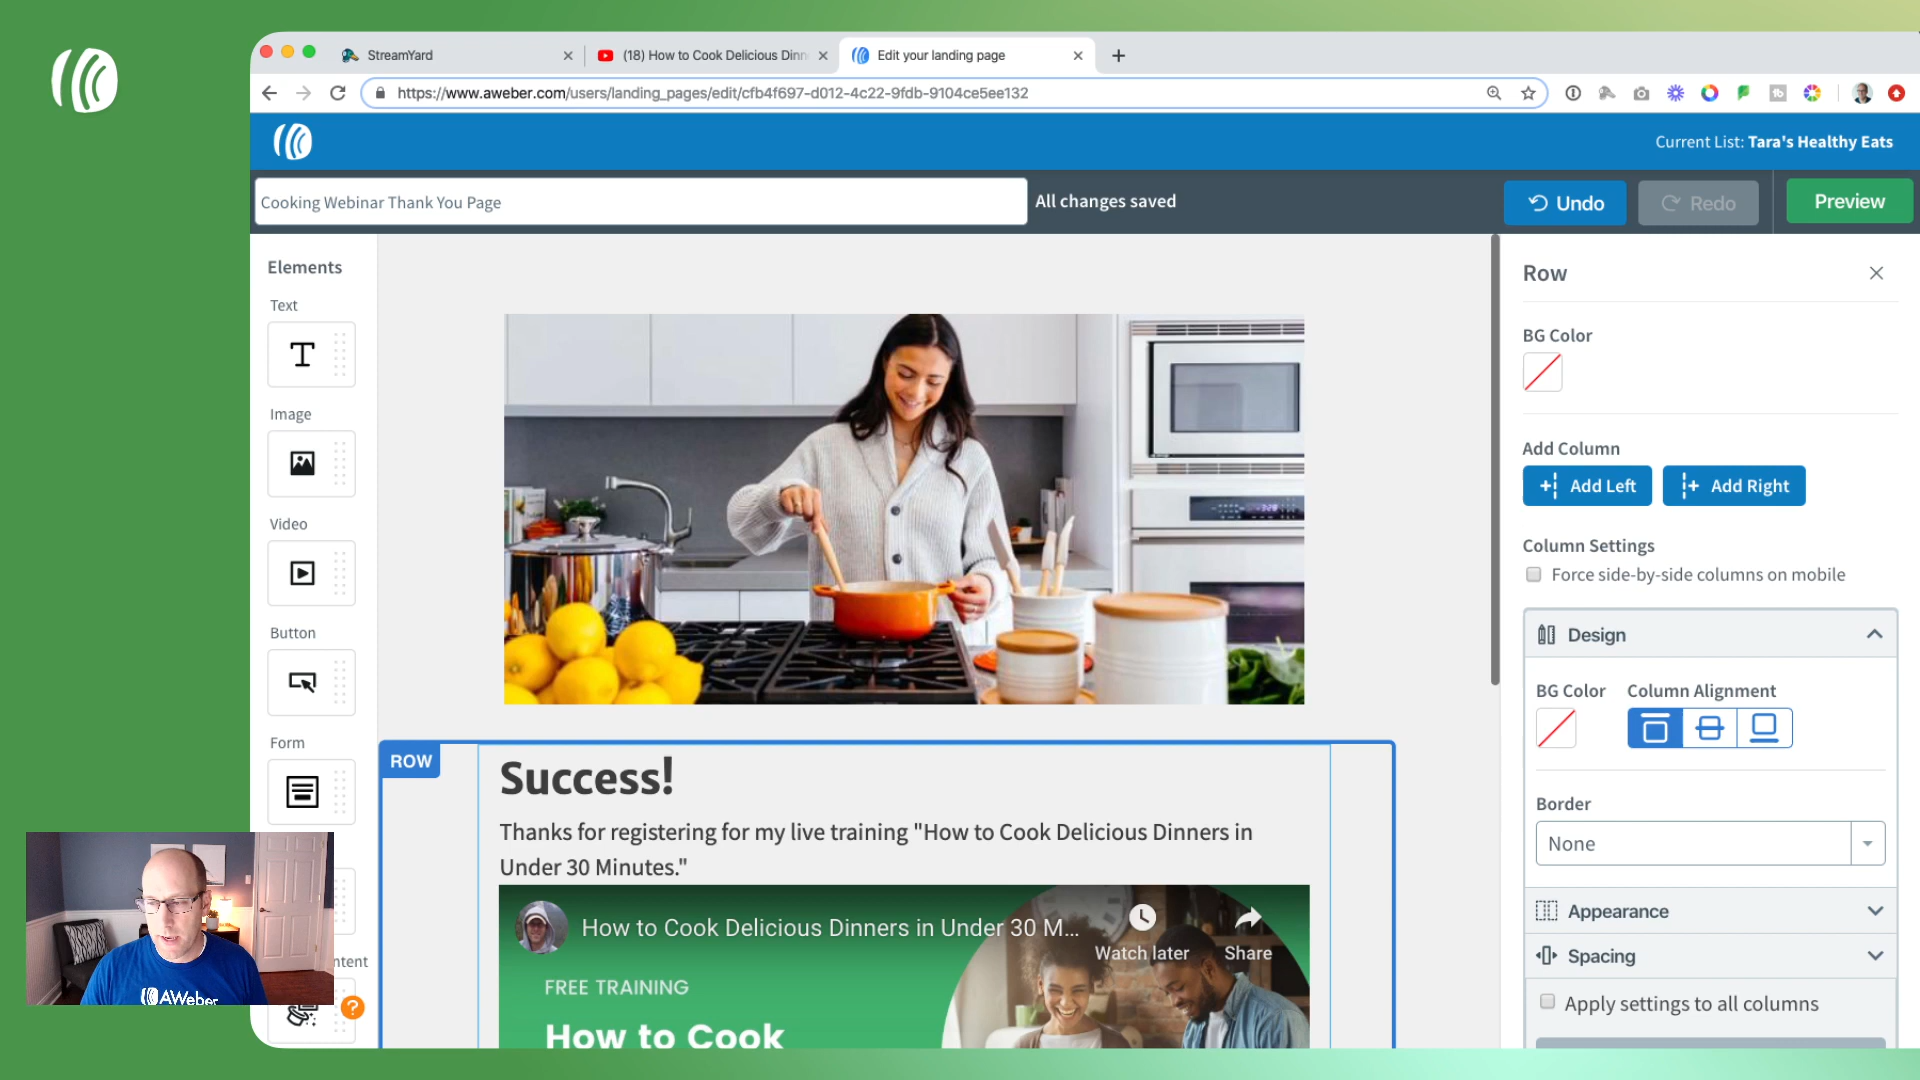 StreamYard
(18) How to Cook Delicious Dinn
Edit your landing page
https://www.aweber.com/users/landing_pages/edit/cfb4f697-d012-4c22-9fdb-9104ce5ee132
Current List: Tara's Healthy Eats
Cooking Webinar Thank You Page
All changes saved
Undo
Redo
Preview
Elements
Text
Image
Video
Button
Form
ntent
ROW
Success!
Thanks for registering for my live training "How to Cook Delicious Dinners in
Under 30 Minutes."
How to Cook Delicious Dinners in Under 30 M...
Watch later
Share
FREE TRAINING
How to Cook
Row
BG Color
Add Column
Add Left
Add Right
Column Settings
Force side-by-side columns on mobile
Design
BG Color
Column Alignment
Border
None
Appearance
Spacing
Apply settings to all columns
AWeber
?